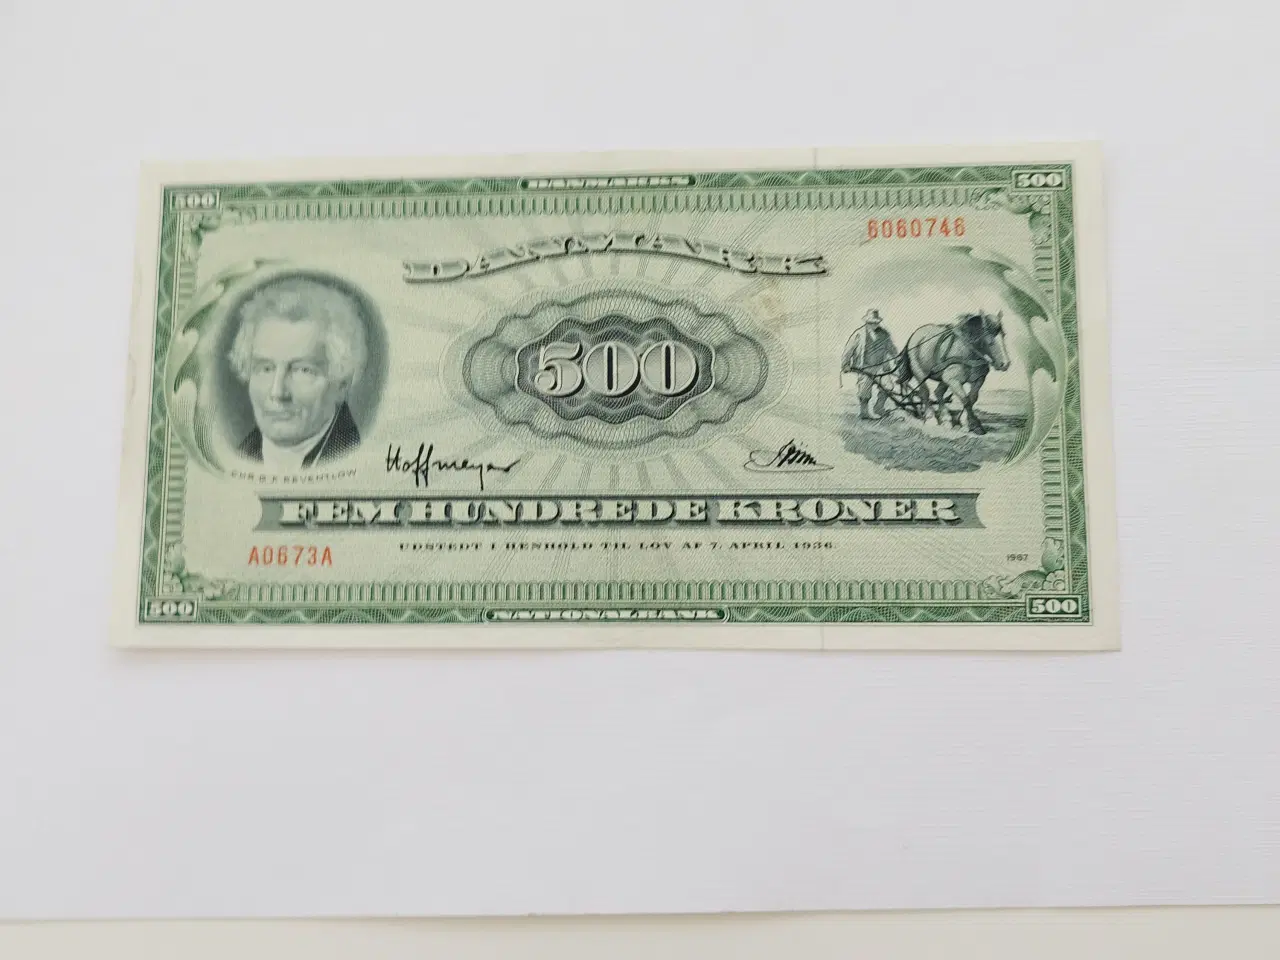 500
DANMARKS
500
6060746
DANMARK
500
CHR. D. F. REVENTLOW
Hoffmeyer
FEM HUNDREDE KRONER
UDSTEDT I HENHOLD TIL LOV AF 7. APRIL 1936.
A0673A
1967
500
NATIONALBANK
500